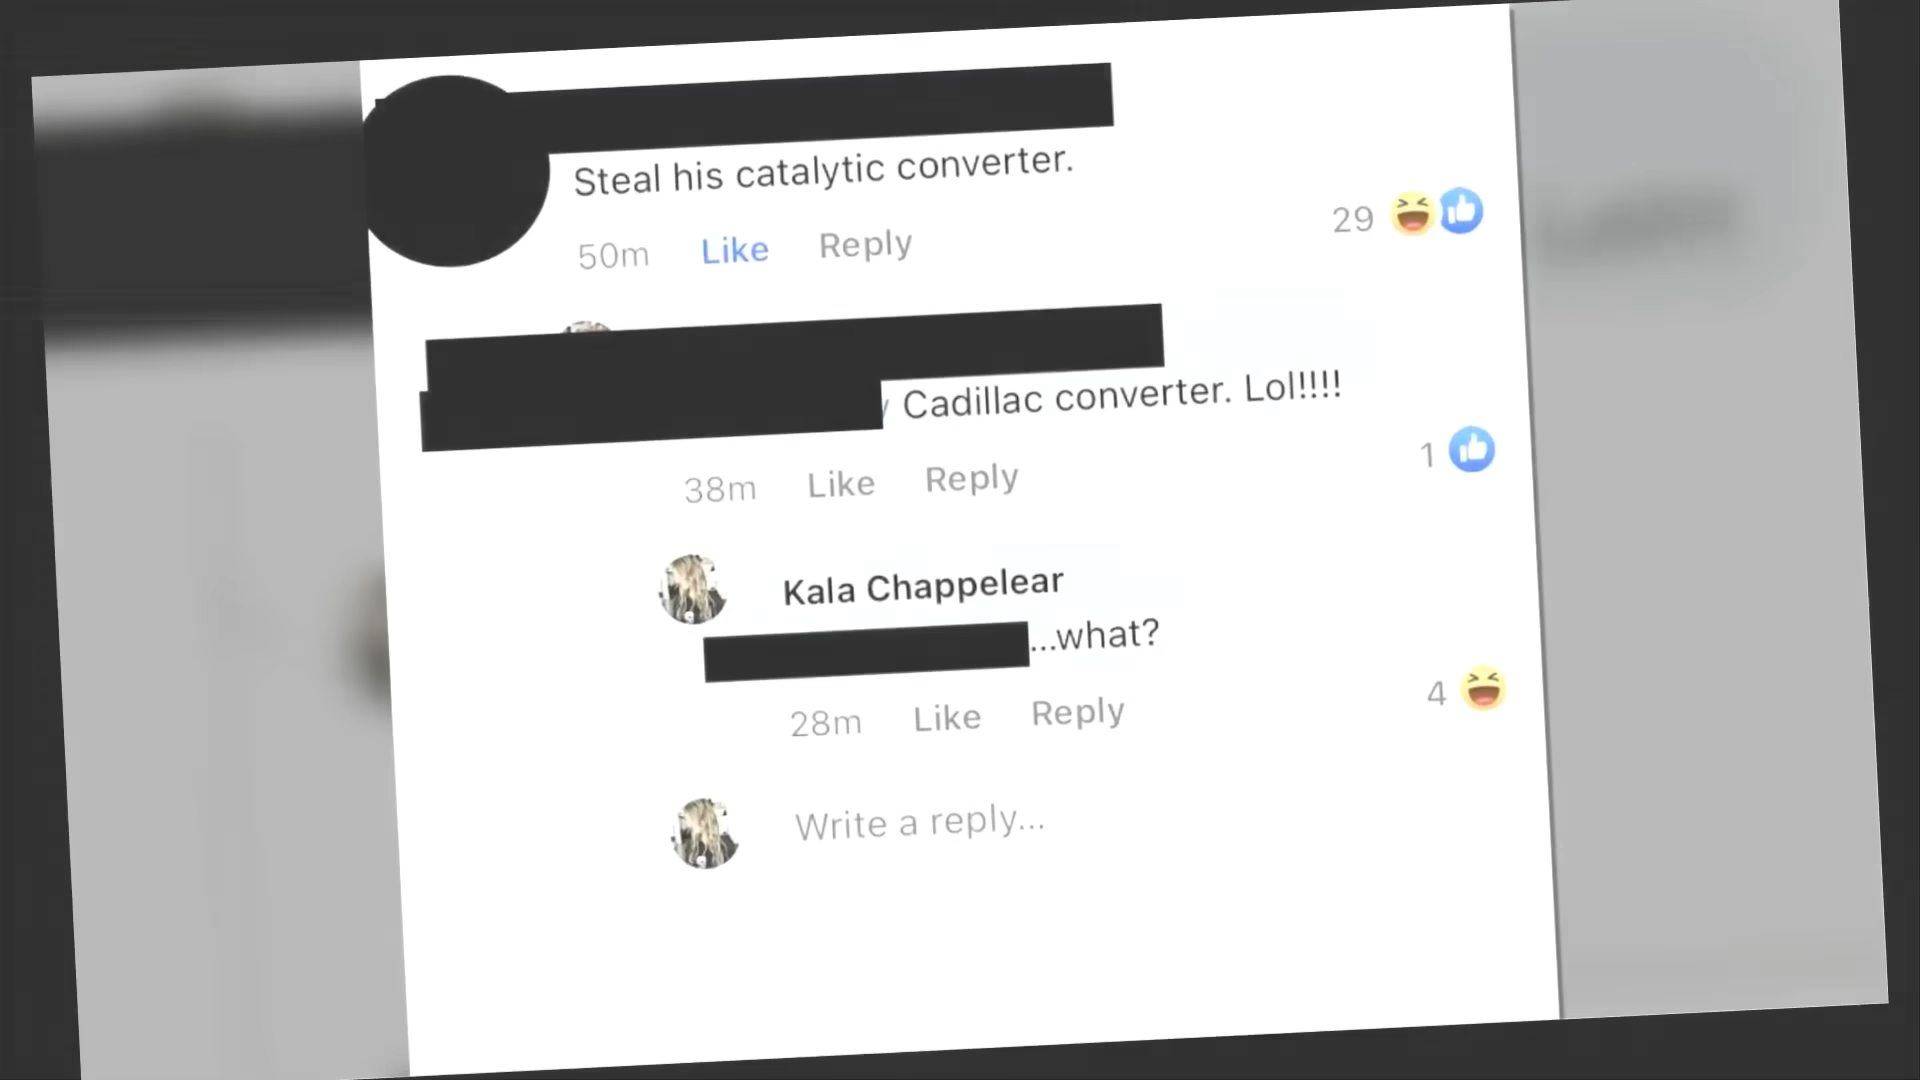 Steal his catalytic converter.
50m Like Reply 29
Cadillac converter. Lol!!!!
38m Like Reply 1
Kala Chappelear
...what?
28m Like Reply 4
Write a reply...